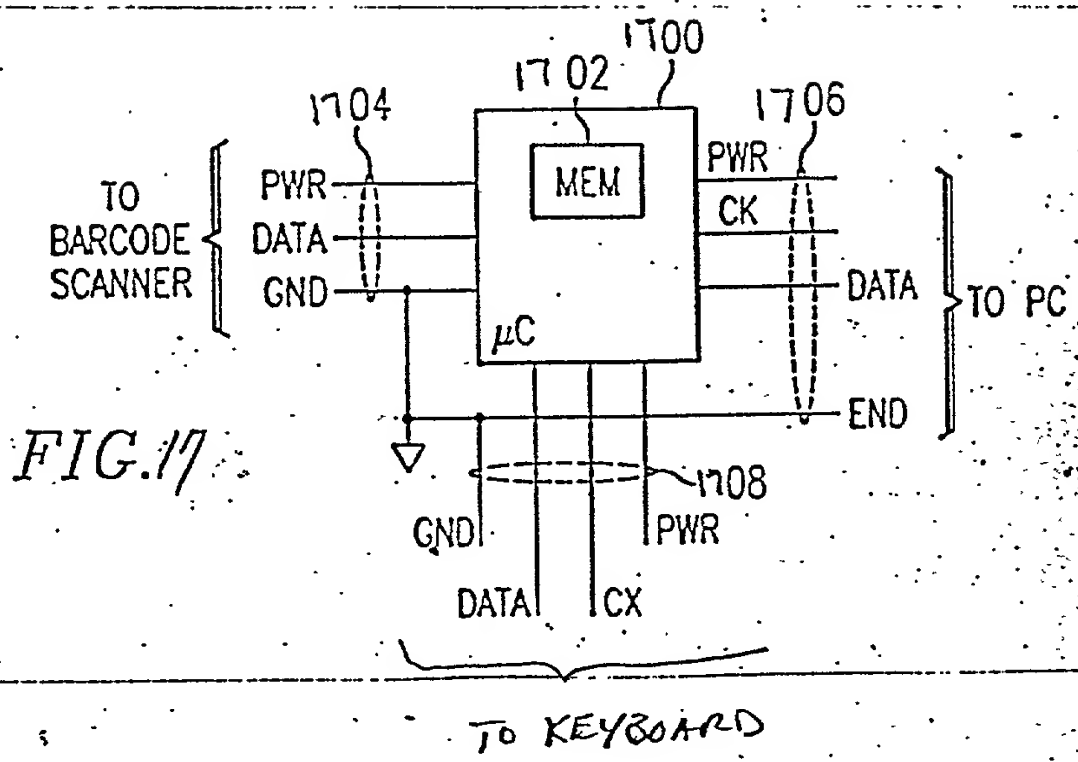 1700
1702
1704
1706
TO
BARCODE
SCANNER
PWR
DATA
GND
MEM
μC
PWR
CK
DATA
END
TO PC
FIG.17
1708
GND
PWR
DATA
CX
TO KEYBOARD